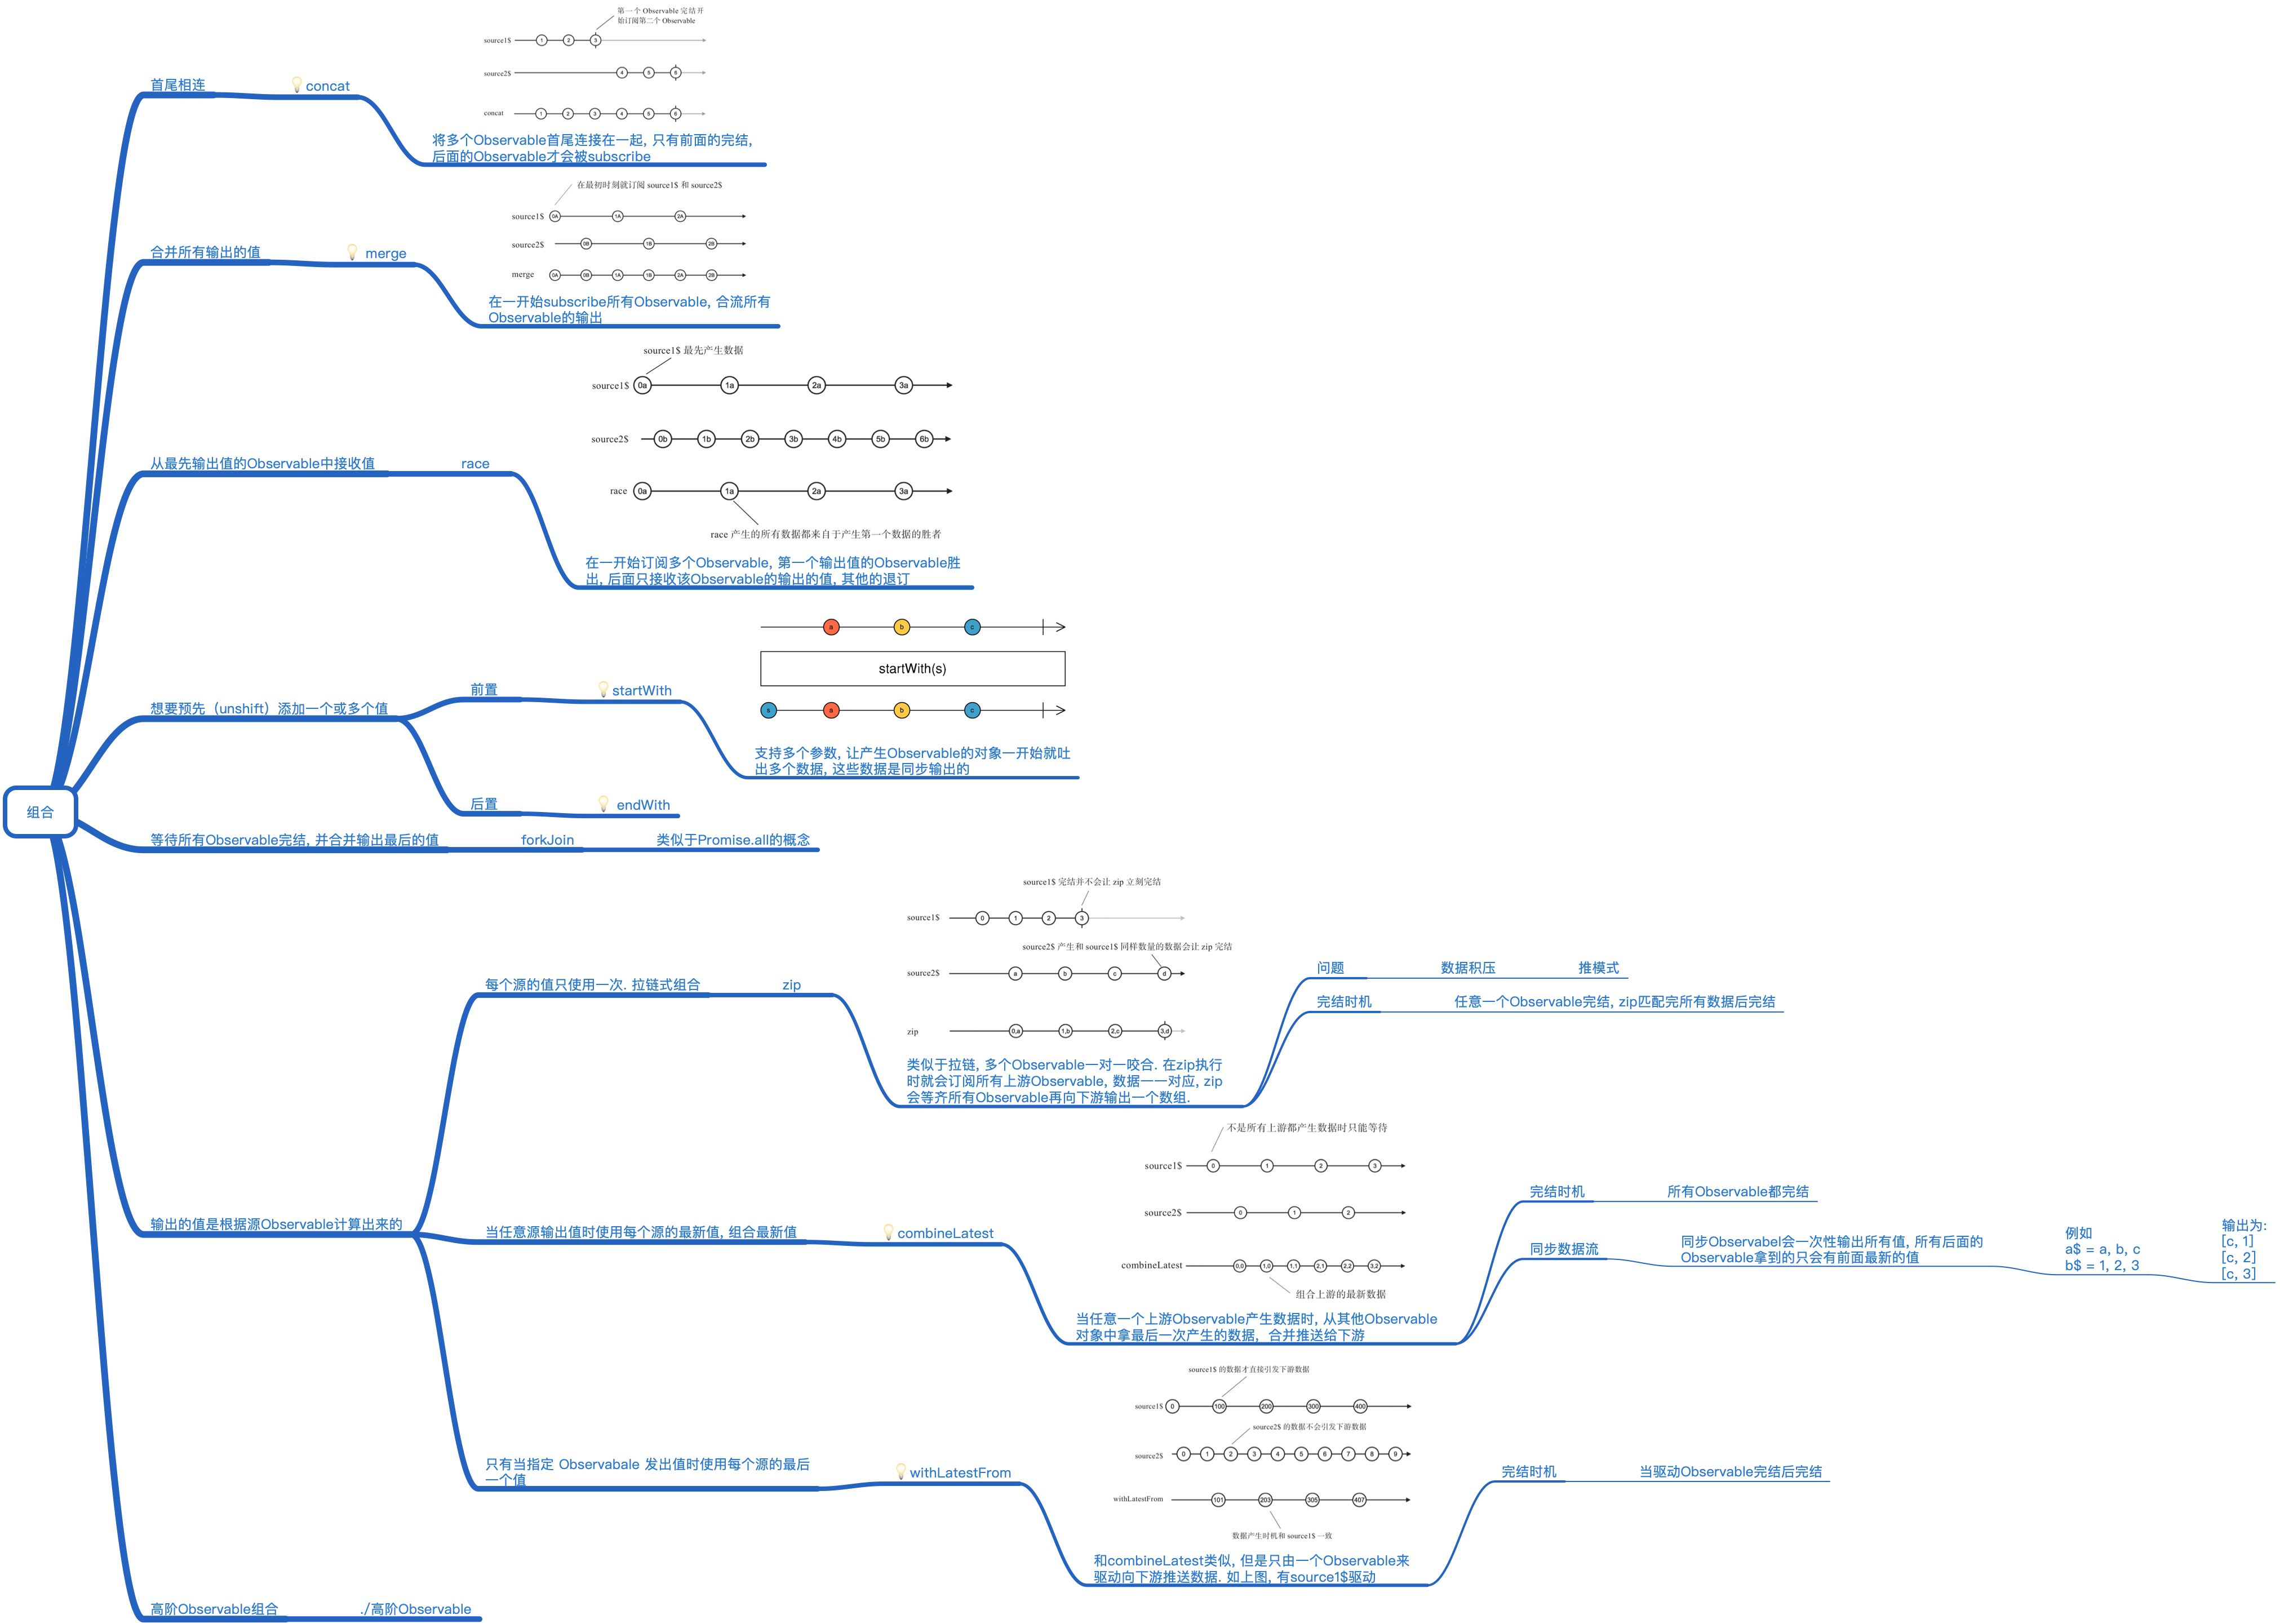 组合
首尾相连
concat
第一个 Observable 完结开
始订阅第二个 Observable
source1$ 1 2 3
source2$ 4 5 6
concat 1 2 3 4 5 6
将多个Observable首尾连接在一起, 只有前面的完结,
后面的Observable才会被subscribe
合并所有输出的值
merge
在最初时刻就订阅 source1$ 和 source2$
source1$ 0A 1A 2A
source2$ 0B 1B 2B
merge 0A 0B 1A 1B 2A 2B
在一开始subscribe所有Observable, 合流所有
Observable的输出
从最先输出值的Observable中接收值
race
source1$ 最先产生数据
source1$ 0a 1a 2a 3a
source2$ 0b 1b 2b 3b 4b 5b 6b
race 0a 1a 2a 3a
race 产生的所有数据都来自于产生第一个数据的胜者
在一开始订阅多个Observable, 第一个输出值的Observable胜
出, 后面只接收该Observable的输出的值, 其他的退订
想要预先（unshift）添加一个或多个值
前置
startWith
a b c
startWith(s)
s a b c
支持多个参数, 让产生Observable的对象一开始就吐
出多个数据, 这些数据是同步输出的
后置
endWith
等待所有Observable完结, 并合并输出最后的值
forkJoin
类似于Promise.all的概念
输出的值是根据源Observable计算出来的
每个源的值只使用一次. 拉链式组合
zip
source1$ 完结并不会让 zip 立刻完结
source1$ 0 1 2 3
source2$ 产生和 source1$ 同样数量的数据会让 zip 完结
source2$ a b c d
zip 0,a 1,b 2,c 3,d
类似于拉链, 多个Observable一对一咬合. 在zip执行
时就会订阅所有上游Observable, 数据一一对应, zip
会等齐所有Observable再向下游输出一个数组.
问题
数据积压
推模式
完结时机
任意一个Observable完结, zip匹配完所有数据后完结
当任意源输出值时使用每个源的最新值, 组合最新值
combineLatest
不是所有上游都产生数据时只能等待
source1$ 0 1 2 3
source2$ 0 1 2
combineLatest 0,0 1,0 1,1 2,1 2,2 3,2
组合上游的最新数据
当任意一个上游Observable产生数据时, 从其他Observable
对象中拿最后一次产生的数据, 合并推送给下游
完结时机
所有Observable都完结
同步数据流
同步Observabel会一次性输出所有值, 所有后面的
Observable拿到的只会有前面最新的值
例如
a$ = a, b, c
b$ = 1, 2, 3
输出为:
[c, 1]
[c, 2]
[c, 3]
只有当指定 Observabale 发出值时使用每个源的最后
一个值
withLatestFrom
source1$ 的数据才直接引发下游数据
source1$ 0 100 200 300 400
source2$ 的数据不会引发下游数据
source2$ 0 1 2 3 4 5 6 7 8 9
withLatestFrom 101 203 305 407
数据产生时机和 source1$ 一致
和combineLatest类似, 但是只由一个Observable来
驱动向下游推送数据. 如上图, 有source1$驱动
完结时机
当驱动Observable完结后完结
高阶Observable组合
./高阶Observable